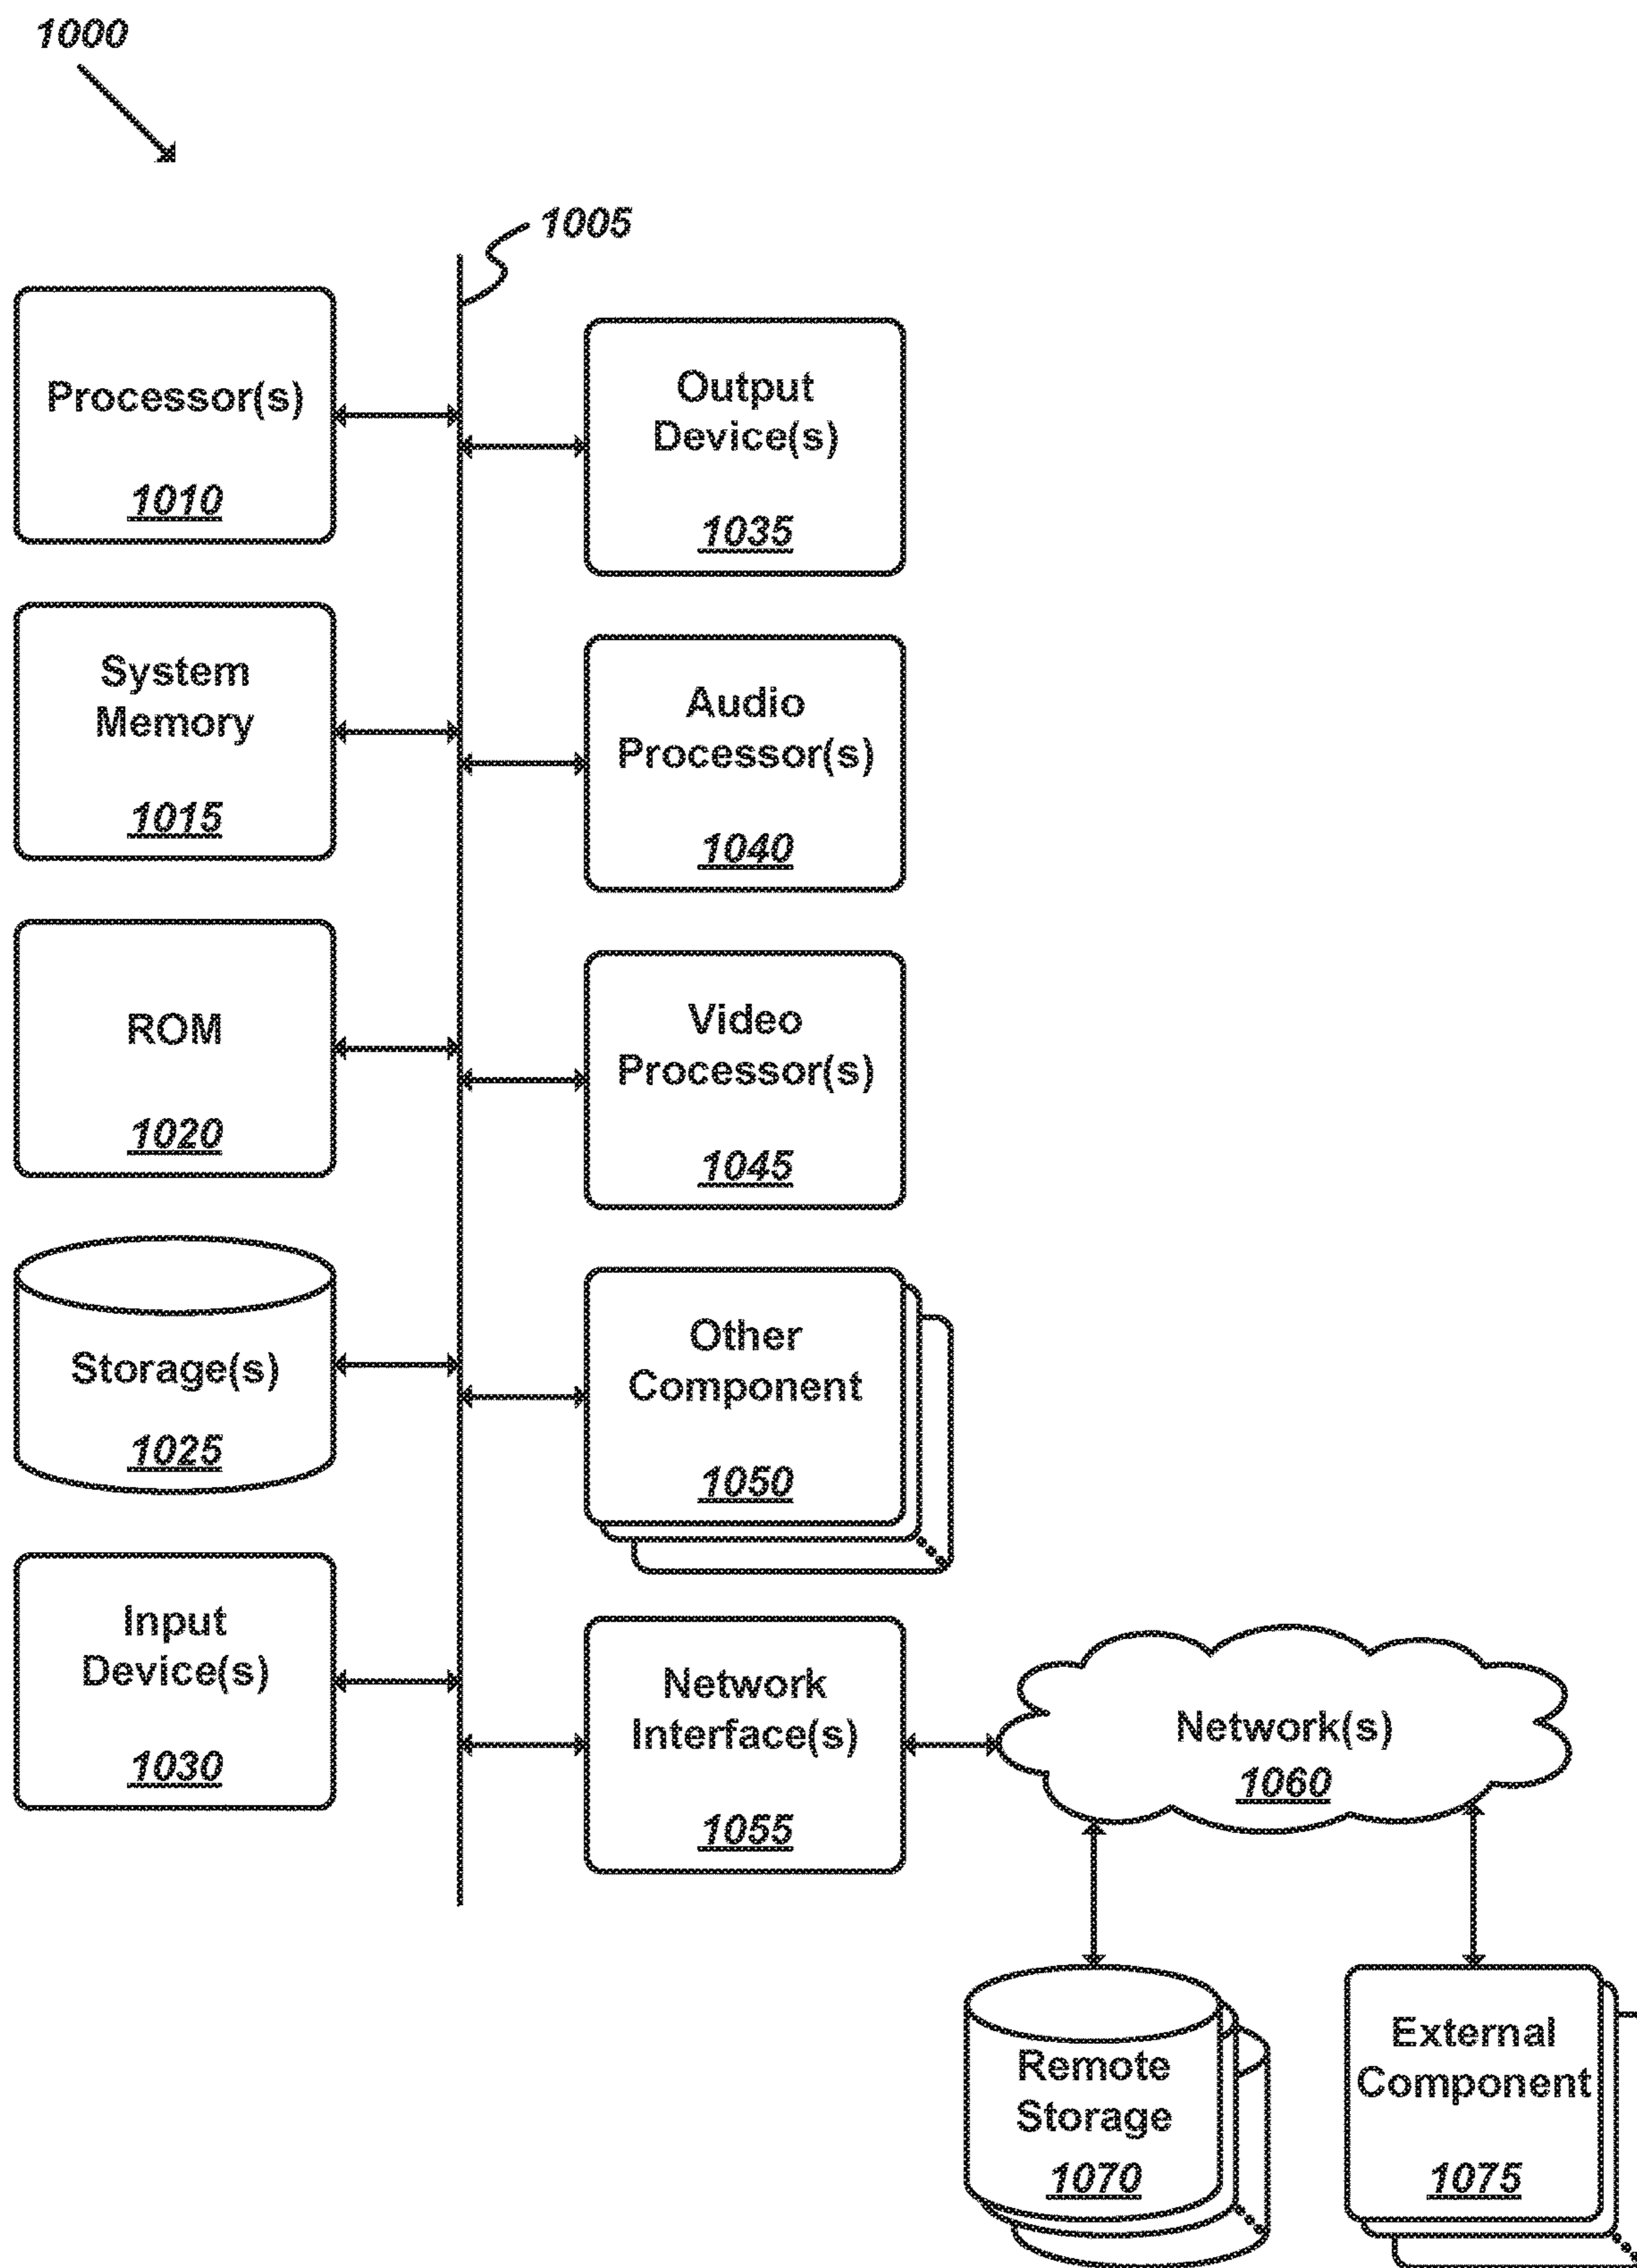 1000
1005
Processor(s)
1010
Output
Device(s)
1035
System
Memory
1015
Audio
Processor(s)
1040
ROM
1020
Video
Processor(s)
1045
Storage(s)
1025
Other
Component
1050
Input
Device(s)
1030
Network
Interface(s)
1055
Network(s)
1060
Remote
Storage
1070
External
Component
1075